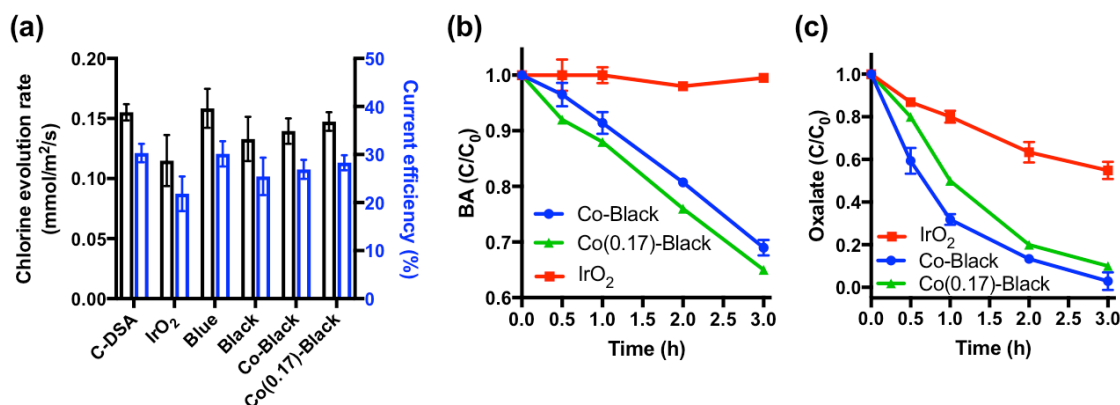 (a)
Chlorine evolution rate
(mmol/m²/s)
0.20
0.15
0.10
0.05
0.00
50
40
30
20
10
0
Current efficiency (%)
C-DSA
IrO₂
Blue
Black
Co-Black
Co(0.17)-Black
(b)
BA (C/C₀)
1.0
0.9
0.8
0.7
0.6
Co-Black
Co(0.17)-Black
IrO₂
0.0 0.5 1.0 1.5 2.0 2.5 3.0
Time (h)
(c)
Oxalate (C/C₀)
1.0
0.8
0.6
0.4
0.2
0.0
IrO₂
Co-Black
Co(0.17)-Black
0.0 0.5 1.0 1.5 2.0 2.5 3.0
Time (h)